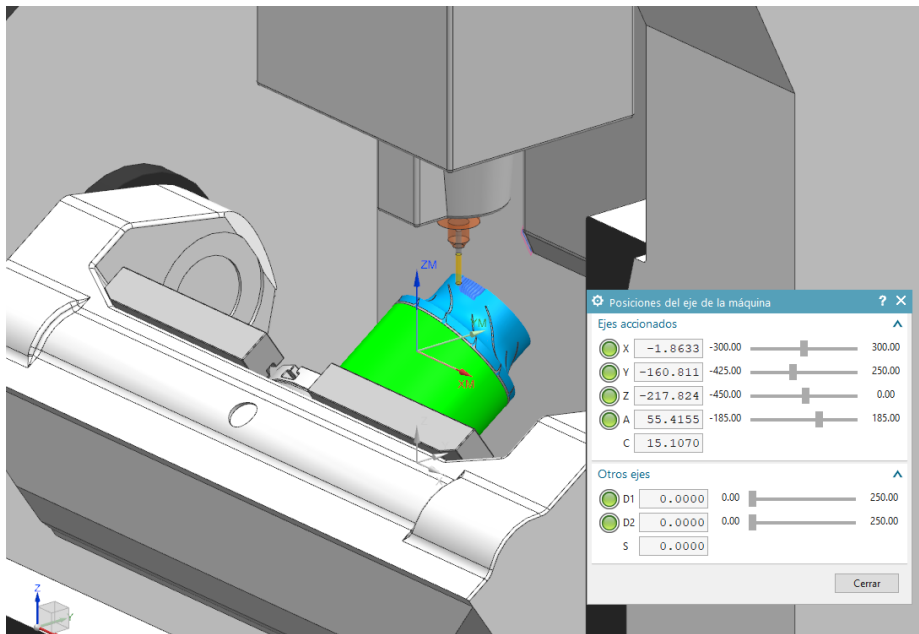 ZM
YM
XM
Posiciones del eje de la máquina ? X
Ejes accionados
X -1.8633 -300.00 300.00
Y -160.811 -425.00 250.00
Z -217.824 -450.00 0.00
A 55.4155 -185.00 185.00
C 15.1070
Otros ejes
D1 0.0000 0.00 250.00
D2 0.0000 0.00 250.00
S 0.0000
Cerrar
X
Z
Y